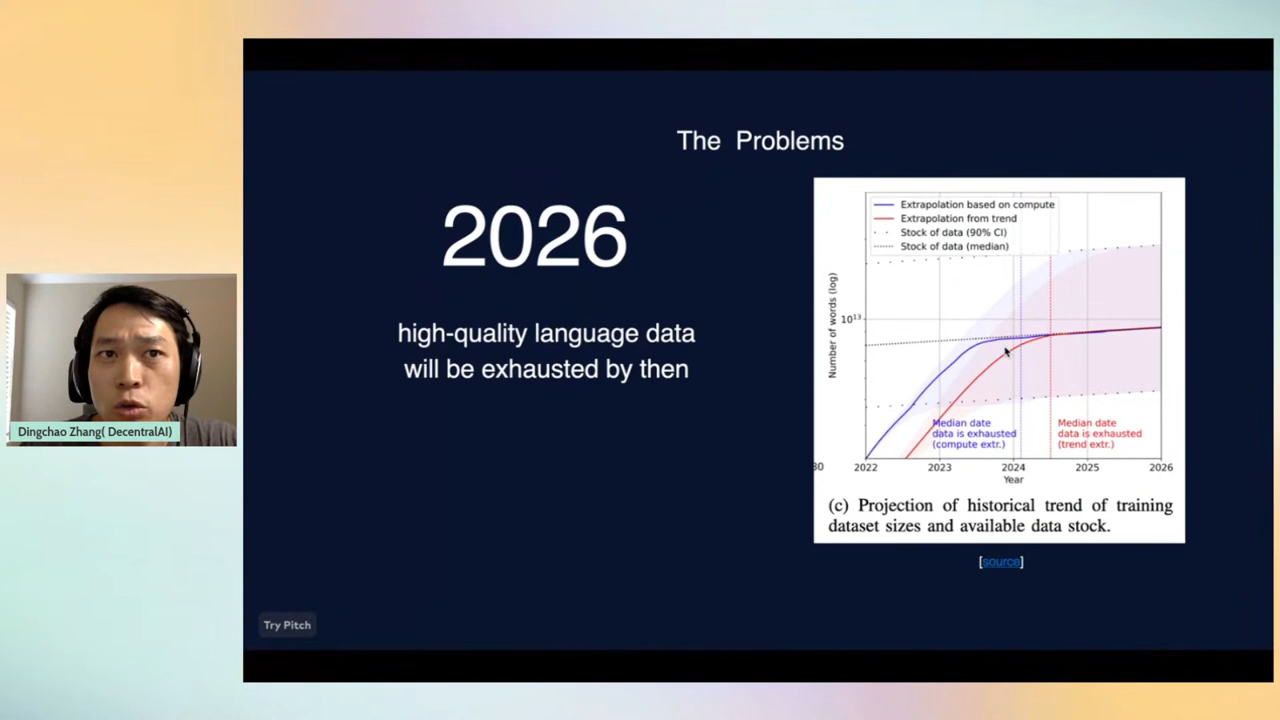 The Problems
2026
high-quality language data
will be exhausted by then
Extrapolation based on compute
Extrapolation from trend
Stock of data (90% CI)
Stock of data (median)
Number of words (log)
10¹³
Median date
data is exhausted
(compute extr.)
Median date
data is exhausted
(trend extr.)
30 2022 2023 2024 2025 2026
Year
(c) Projection of historical trend of training
dataset sizes and available data stock.
[source]
Try Pitch
Dingchao Zhang( DecentralAI)